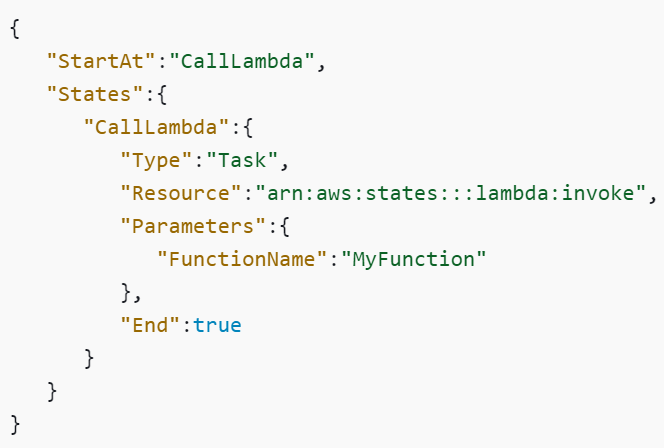 {
   "StartAt":"CallLambda",
   "States":{
      "CallLambda":{
         "Type":"Task",
         "Resource":"arn:aws:states:::lambda:invoke",
         "Parameters":{
            "FunctionName":"MyFunction"
         },
         "End":true
      }
   }
}